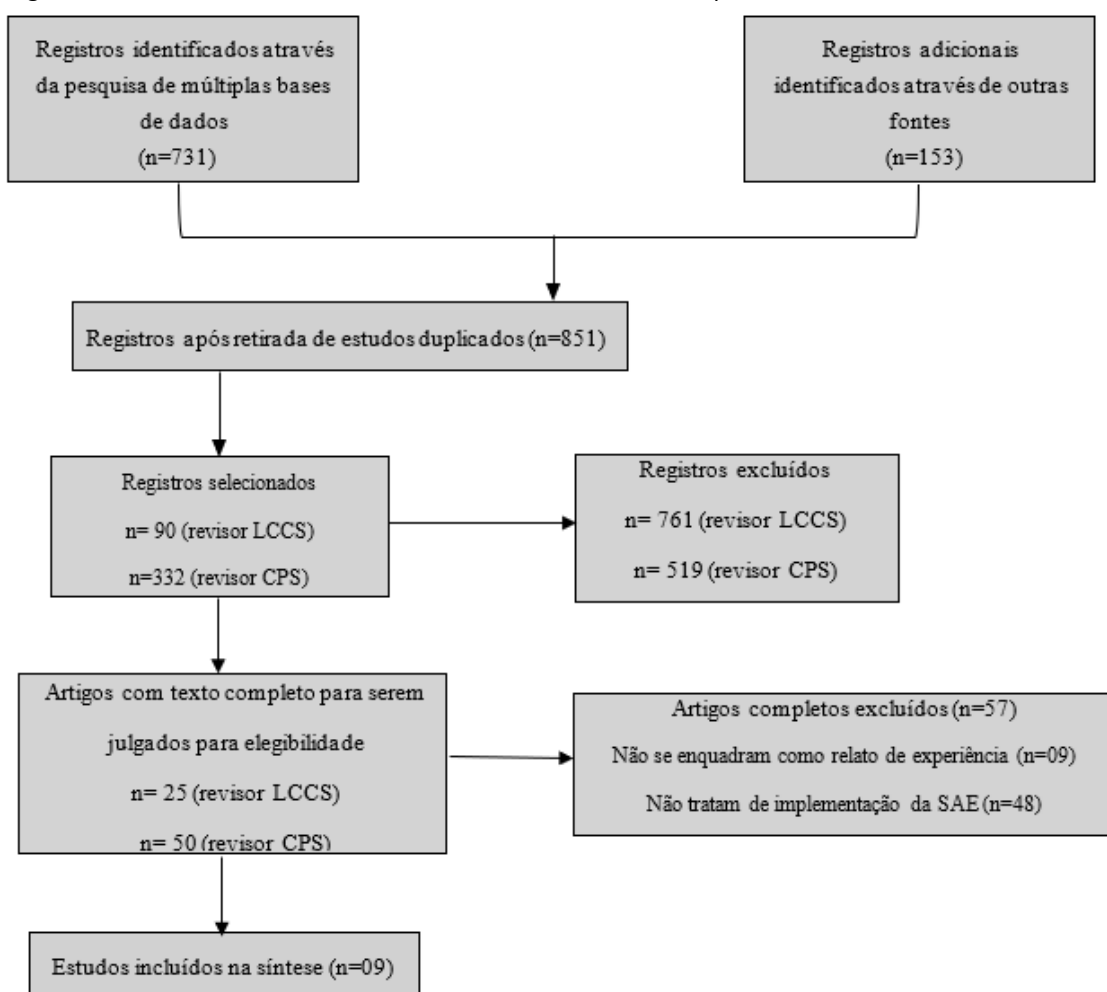 Registros identificados através
da pesquisa de múltiplas bases
de dados
(n=731)
Registros adicionais
identificados através de outras
fontes
(n=153)
Registros após retirada de estudos duplicados (n=851)
Registros selecionados
n= 90 (revisor LCCS)
n=332 (revisor CPS)
Registros excluídos
n= 761 (revisor LCCS)
n= 519 (revisor CPS)
Artigos com texto completo para serem
julgados para elegibilidade
n= 25 (revisor LCCS)
n= 50 (revisor CPS)
Artigos completos excluídos (n=57)
Não se enquadram como relato de experiência (n=09)
Não tratam de implementação da SAE (n=48)
Estudos incluídos na síntese (n=09)